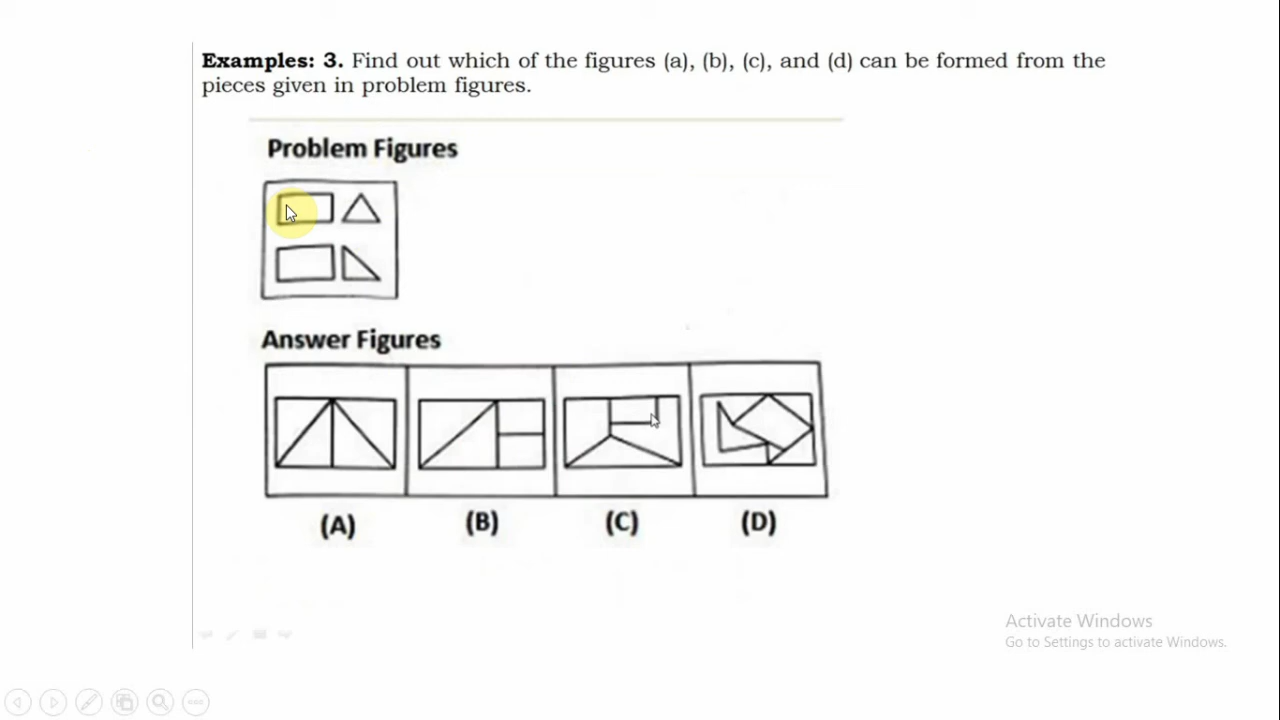 Examples: 3. Find out which of the figures (a), (b), (c), and (d) can be formed from the
pieces given in problem figures.
Problem Figures
Answer Figures
(A) (B) (C) (D)
Activate Windows
Go to Settings to activate Windows.